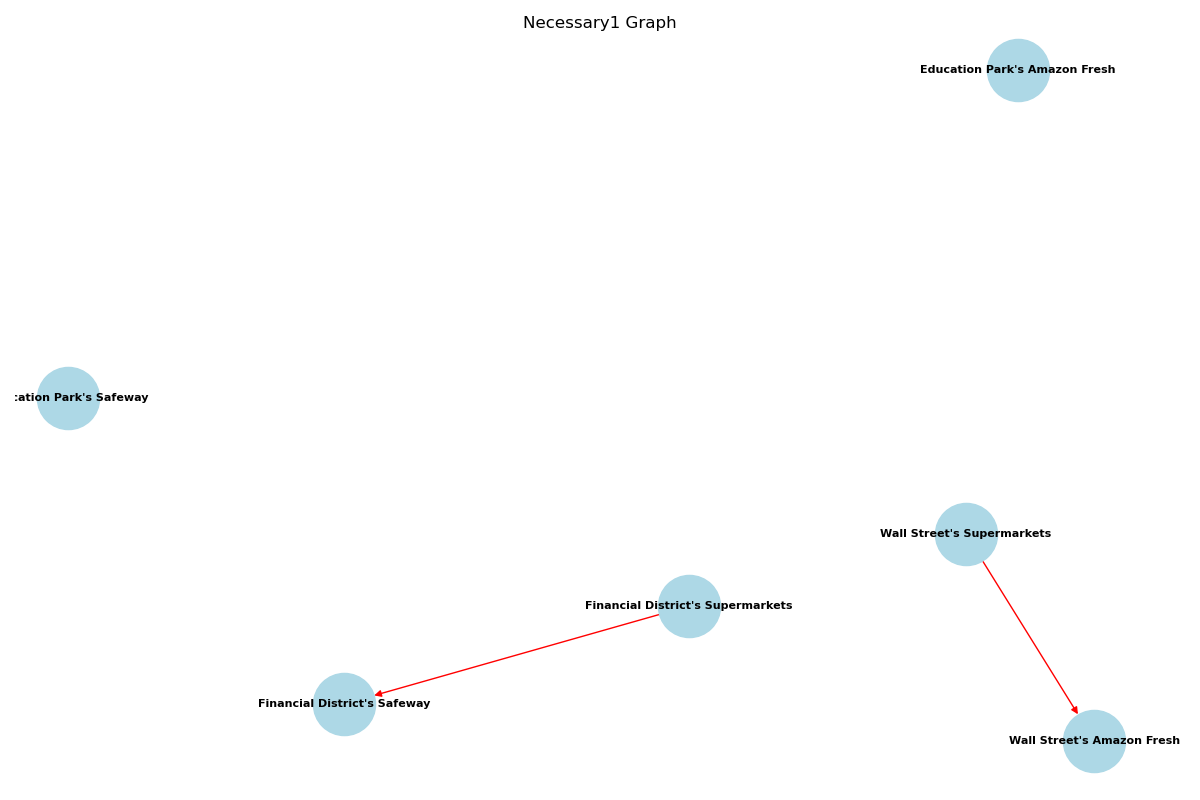 Necessary1 Graph
Education Park's Amazon Fresh
cation Park's Safeway
Wall Street's Supermarkets
Financial District's Supermarkets
Financial District's Safeway
Wall Street's Amazon Fresh